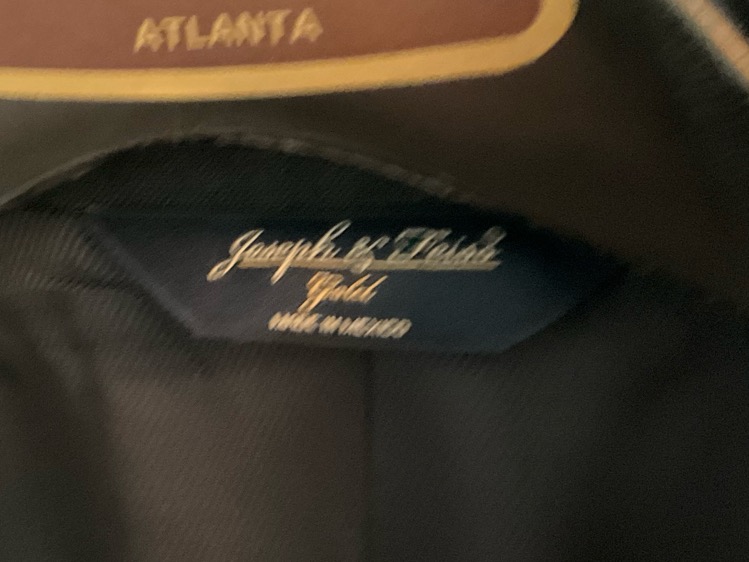 ATLANTA
Joseph & Feiss
Gold
MADE IN MEXICO